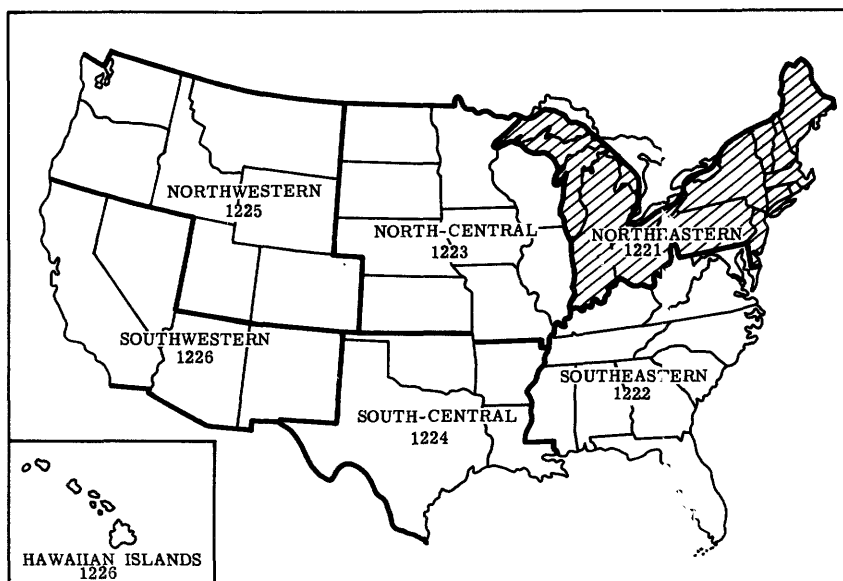 NORTHWESTERN
1225
NORTH-CENTRAL
1223
NORTHEASTERN
1221
SOUTHWESTERN
1226
SOUTH-CENTRAL
1224
SOUTHEASTERN
1222
HAWAIIAN ISLANDS
1226